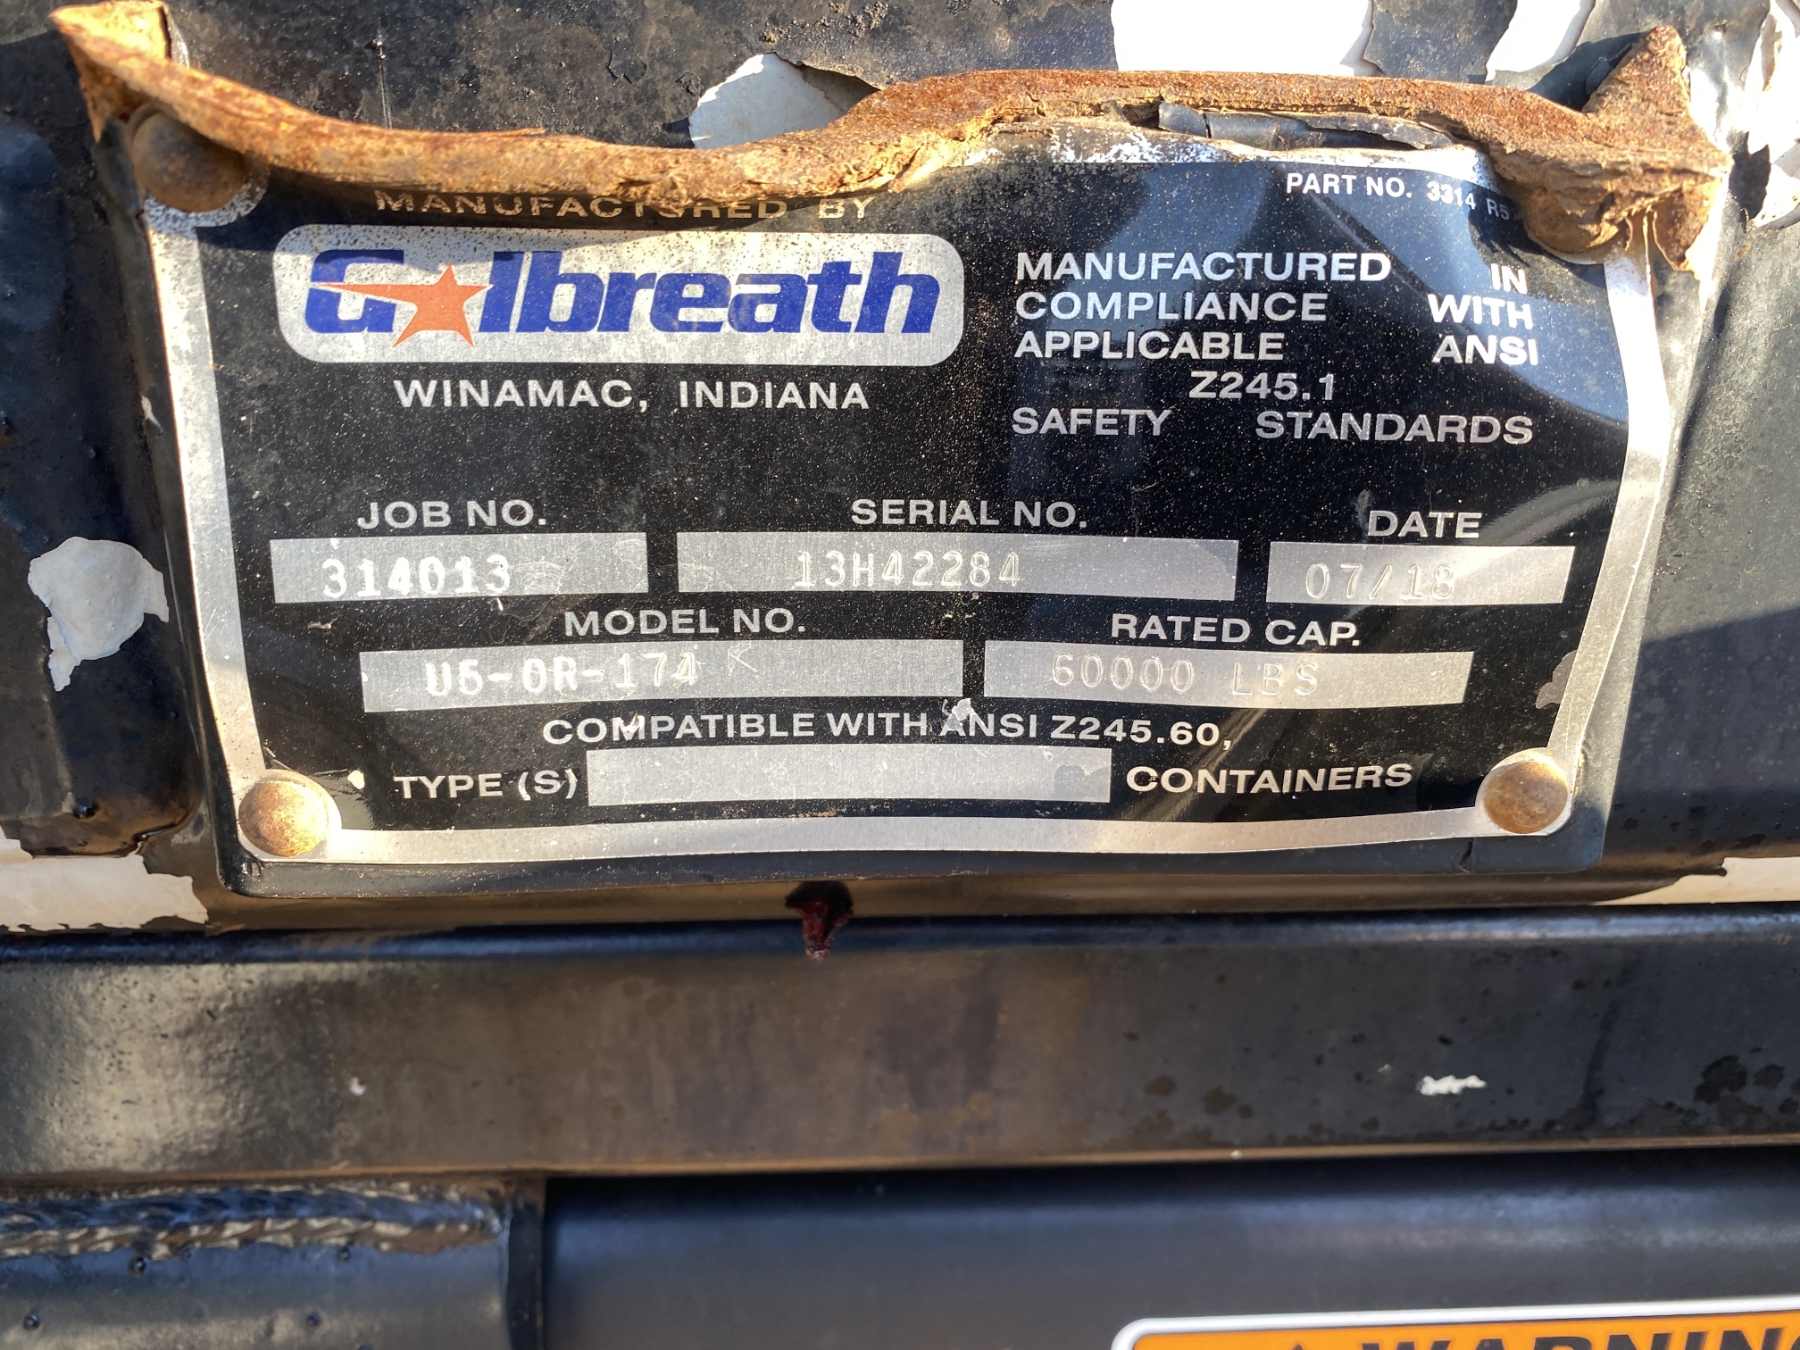 PART NO. 3314
MANUFACTURED BY
Galbreath
WINAMAC, INDIANA
MANUFACTURED IN
COMPLIANCE WITH
APPLICABLE ANSI
Z245.1
SAFETY STANDARDS
JOB NO. SERIAL NO. DATE
314013 13H42284 07/18
MODEL NO. RATED CAP.
U5-OR-174 60000 LBS
COMPATIBLE WITH ANSI Z245.60,
TYPE (S) CONTAINERS
WARNING